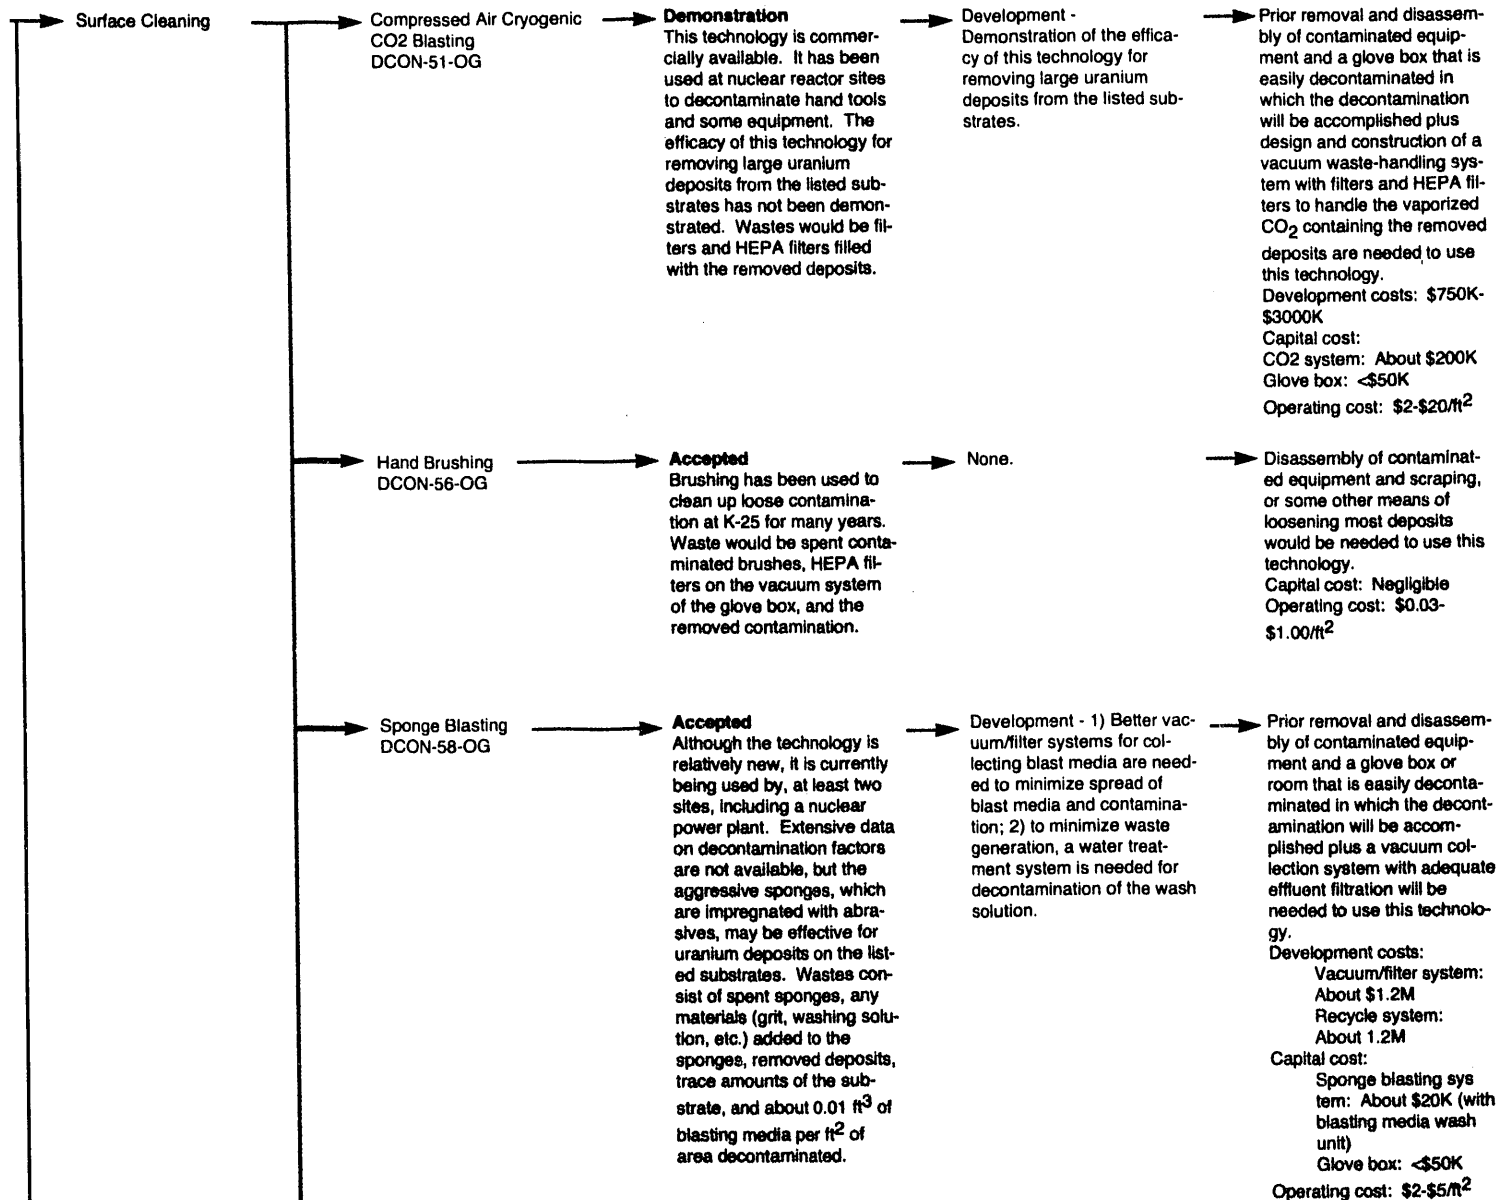 Surface Cleaning
Compressed Air Cryogenic
CO2 Blasting
DCON-51-OG
Demonstration
This technology is commer-
cially available. It has been
used at nuclear reactor sites
to decontaminate hand tools
and some equipment. The
efficacy of this technology for
removing large uranium
deposits from the listed sub-
strates has not been demon-
strated. Wastes would be fil-
ters and HEPA filters filled
with the removed deposits.
Development -
Demonstration of the effica-
cy of this technology for
removing large uranium
deposits from the listed sub-
strates.
Prior removal and disassem-
bly of contaminated equip-
ment and a glove box that is
easily decontaminated in
which the decontamination
will be accomplished plus
design and construction of a
vacuum waste-handling sys-
tem with filters and HEPA fil-
ters to handle the vaporized
CO2 containing the removed
deposits are needed to use
this technology.
Development costs: $750K-
$3000K
Capital cost:
CO2 system: About $200K
Glove box: <$50K
Operating cost: $2-$20/ft2
Hand Brushing
DCON-56-OG
Accepted
Brushing has been used to
clean up loose contamina-
tion at K-25 for many years.
Waste would be spent conta-
minated brushes, HEPA fil-
ters on the vacuum system
of the glove box, and the
removed contamination.
None.
Disassembly of contaminat-
ed equipment and scraping,
or some other means of
loosening most deposits
would be needed to use this
technology.
Capital cost: Negligible
Operating cost: $0.03-
$1.00/ft2
Sponge Blasting
DCON-58-OG
Accepted
Although the technology is
relatively new, it is currently
being used by, at least two
sites, including a nuclear
power plant. Extensive data
on decontamination factors
are not available, but the
aggressive sponges, which
are impregnated with abra-
sives, may be effective for
uranium deposits on the list-
ed substrates. Wastes con-
sist of spent sponges, any
materials (grit, washing solu-
tion, etc.) added to the
sponges, removed deposits,
trace amounts of the sub-
strate, and about 0.01 ft3 of
blasting media per ft2 of
area decontaminated.
Development - 1) Better vac-
uum/filter systems for col-
lecting blast media are need-
ed to minimize spread of
blast media and contamina-
tion; 2) to minimize waste
generation, a water treat-
ment system is needed for
decontamination of the wash
solution.
Prior removal and disassem-
bly of contaminated equip-
ment and a glove box or
room that is easily deconta-
minated in which the decont-
amination will be accom-
plished plus a vacuum col-
lection system with adequate
effluent filtration will be
needed to use this technolo-
gy.
Development costs:
Vacuum/filter system:
About $1.2M
Recycle system:
About 1.2M
Capital cost:
Sponge blasting sys
tem: About $20K (with
blasting media wash
unit)
Glove box: <$50K
Operating cost: $2-$5/ft2